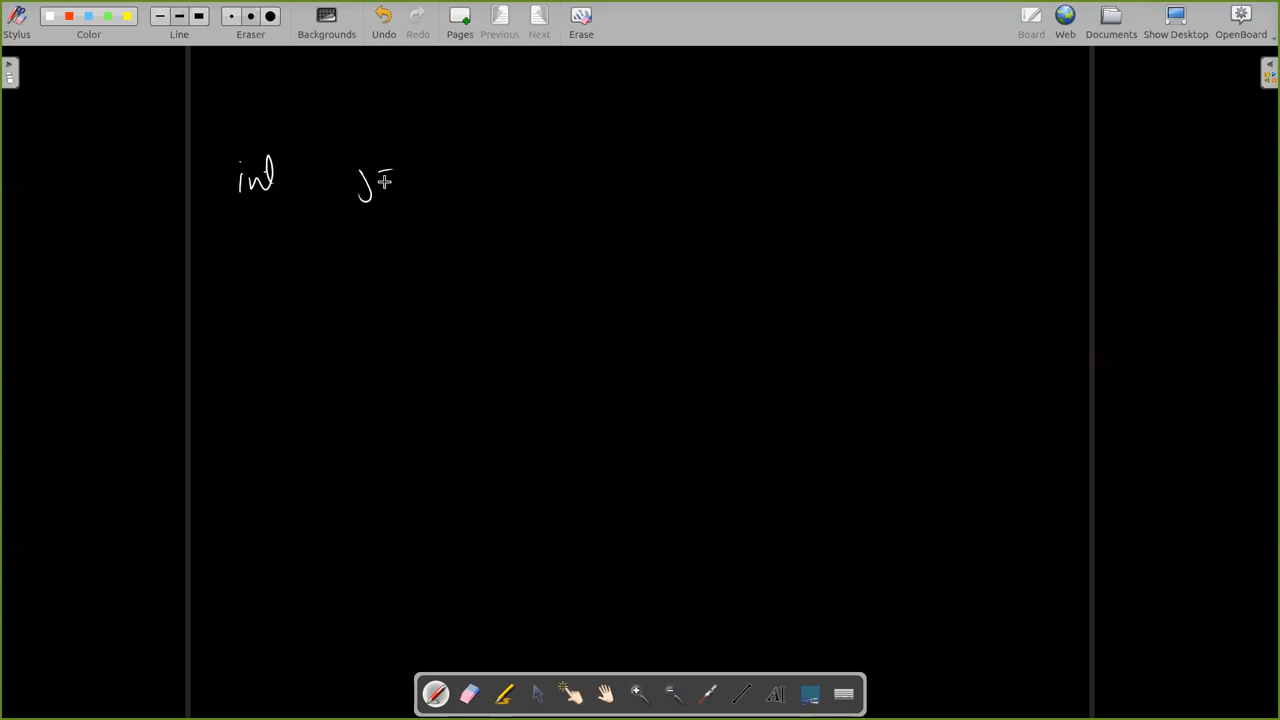 Stylus Color Line Eraser Backgrounds Undo Redo Pages Previous Next Erase Board Web Documents Show Desktop OpenBoard
int j